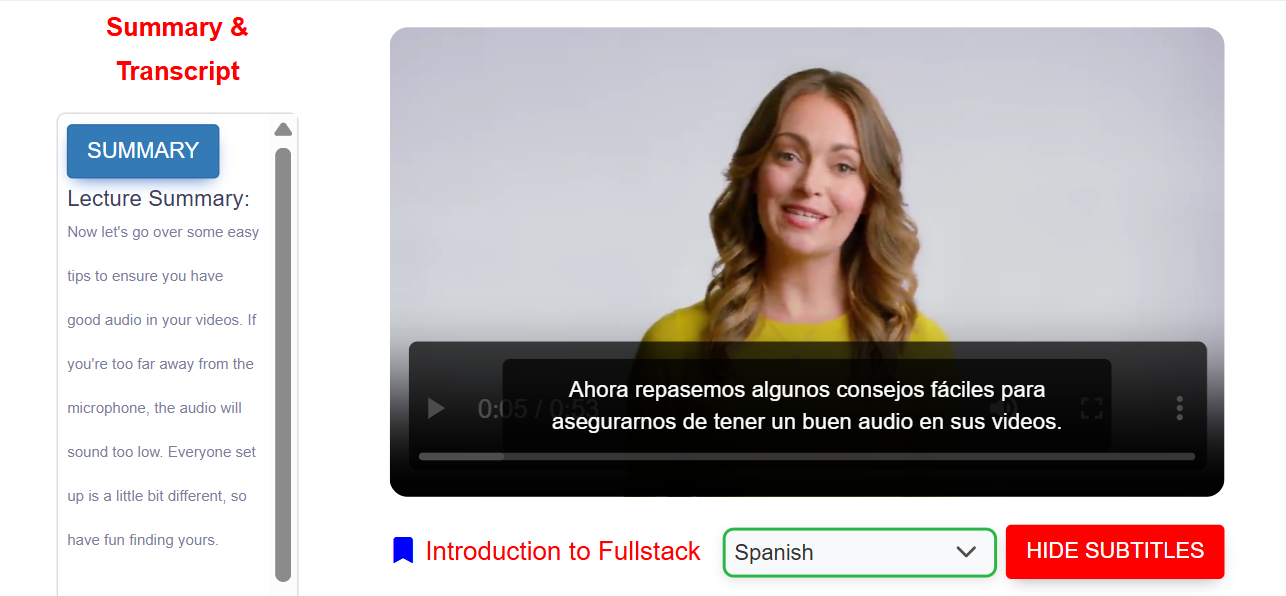 Summary &
Transcript
SUMMARY
Lecture Summary:
Now let's go over some easy
tips to ensure you have
good audio in your videos. If
you're too far away from the
microphone, the audio will
sound too low. Everyone set
up is a little bit different, so
have fun finding yours.
Ahora repasemos algunos consejos fáciles para
asegurarnos de tener un buen audio en sus videos.
0:05 / 0:53
Introduction to Fullstack
Spanish
HIDE SUBTITLES